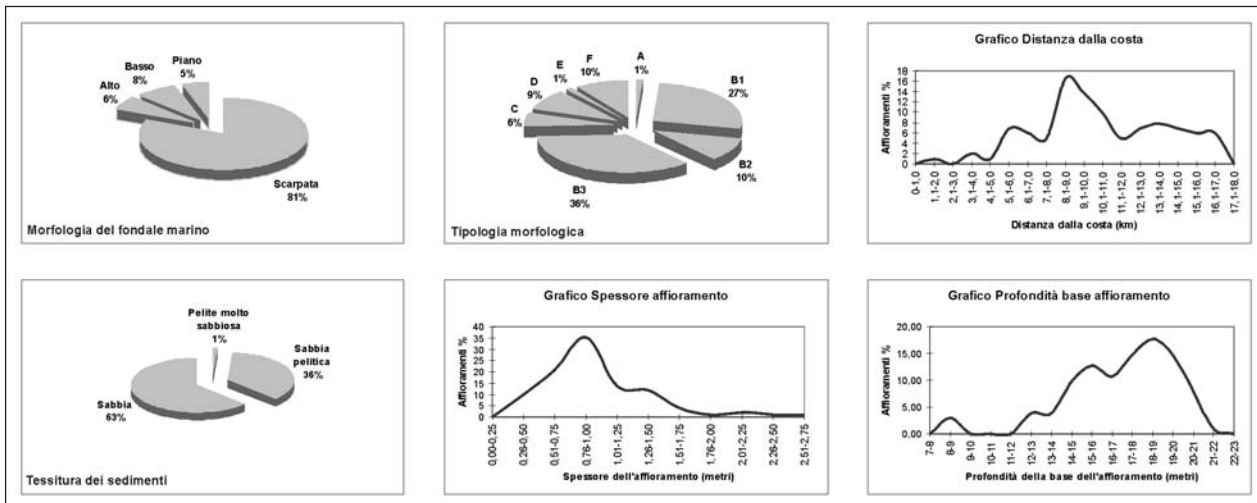 Piano
5%
Basso
8%
Alto
6%
Scarpata
81%
Morfologia del fondale marino
A
1%
B1
27%
B2
10%
B3
36%
C
6%
D
9%
E
1%
F
10%
Tipologia morfologica
Grafico Distanza dalla costa
Affioramenti %
18
16
14
12
10
8
6
4
2
0
0-1,0
1,1-2,0
2,1-3,0
3,1-4,0
4,1-5,0
5,1-6,0
6,1-7,0
7,1-8,0
8,1-9,0
9,1-10,0
10,1-11,0
11,1-12,0
12,1-13,0
13,1-14,0
14,1-15,0
15,1-16,0
16,1-17,0
17,1-18,0
Distanza dalla costa (km)
Pelite molto
sabbiosa
1%
Sabbia
pelitica
36%
Sabbia
63%
Tessitura dei sedimenti
Grafico Spessore affioramento
Affioramenti %
40
35
30
25
20
15
10
5
0
0,00-0,25
0,26-0,50
0,51-0,75
0,76-1,00
1,01-1,25
1,26-1,50
1,51-1,75
1,76-2,00
2,01-2,25
2,26-2,50
2,51-2,75
Spessore dell'affioramento (metri)
Grafico Profondità base affioramento
Affioramenti %
20,00
15,00
10,00
5,00
0,00
7-8
8-9
9-10
10-11
11-12
12-13
13-14
14-15
15-16
16-17
17-18
18-19
19-20
20-21
21-22
22-23
Profondità della base dell'affioramento (metri)